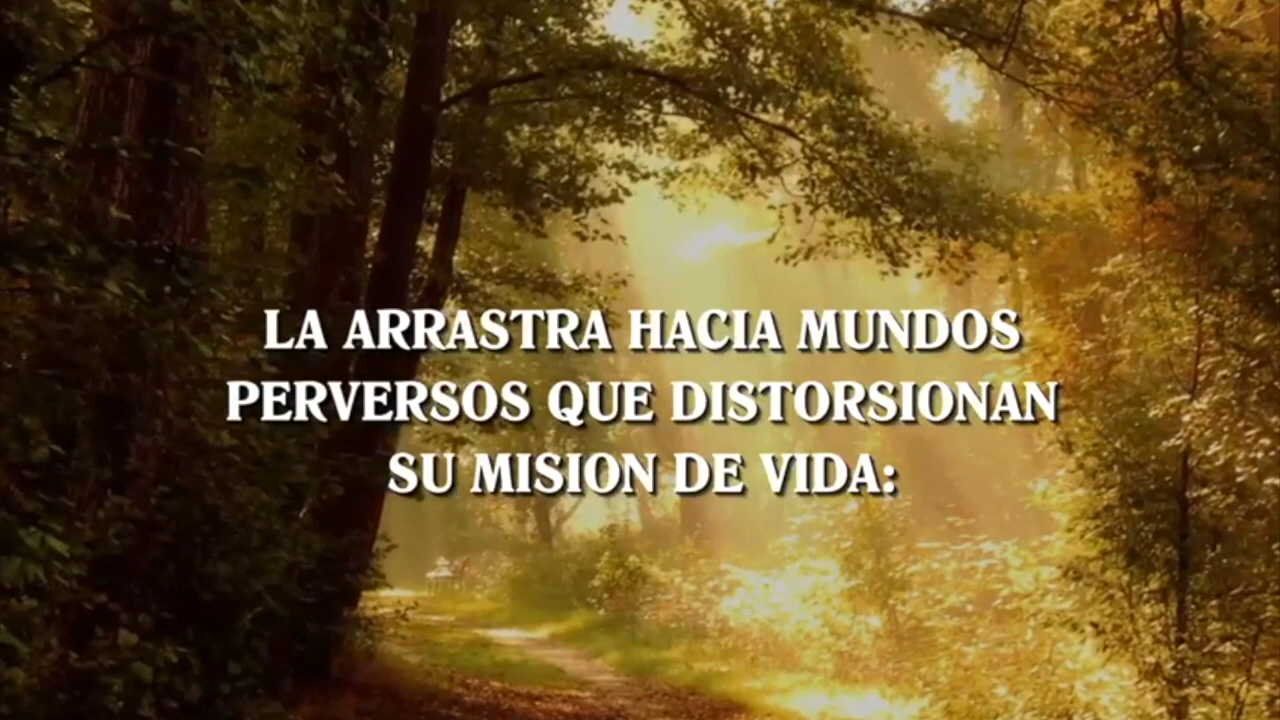 LA ARRASTRA HACIA MUNDOS
PERVERSOS QUE DISTORSIONAN
SU MISION DE VIDA: